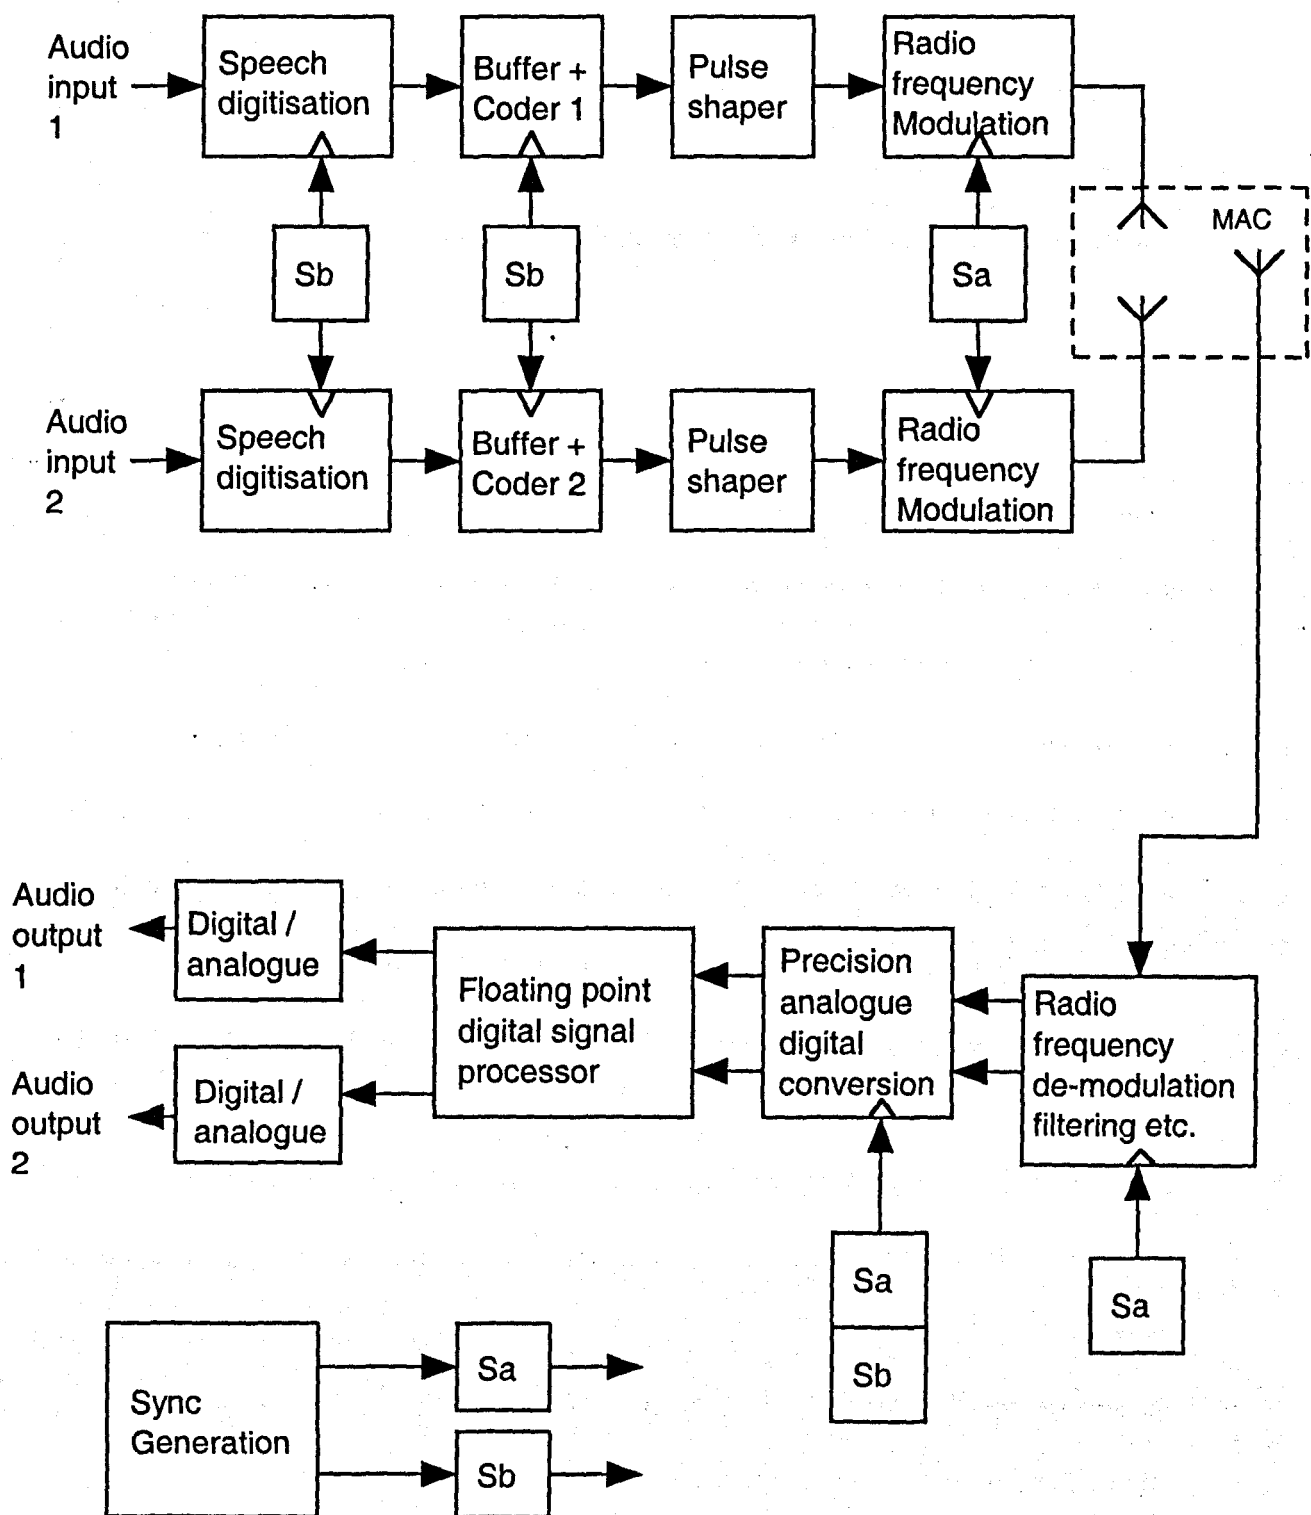 Audio
input
1
Speech
digitisation
Buffer +
Coder 1
Pulse
shaper
Radio
frequency
Modulation
MAC
Sb
Sb
Sa
Audio
input
2
Speech
digitisation
Buffer +
Coder 2
Pulse
shaper
Radio
frequency
Modulation
Audio
output
1
Digital /
analogue
Floating point
digital signal
processor
Precision
analogue
digital
conversion
Radio
frequency
de-modulation
filtering etc.
Audio
output
2
Digital /
analogue
Sa
Sb
Sa
Sync
Generation
Sa
Sb